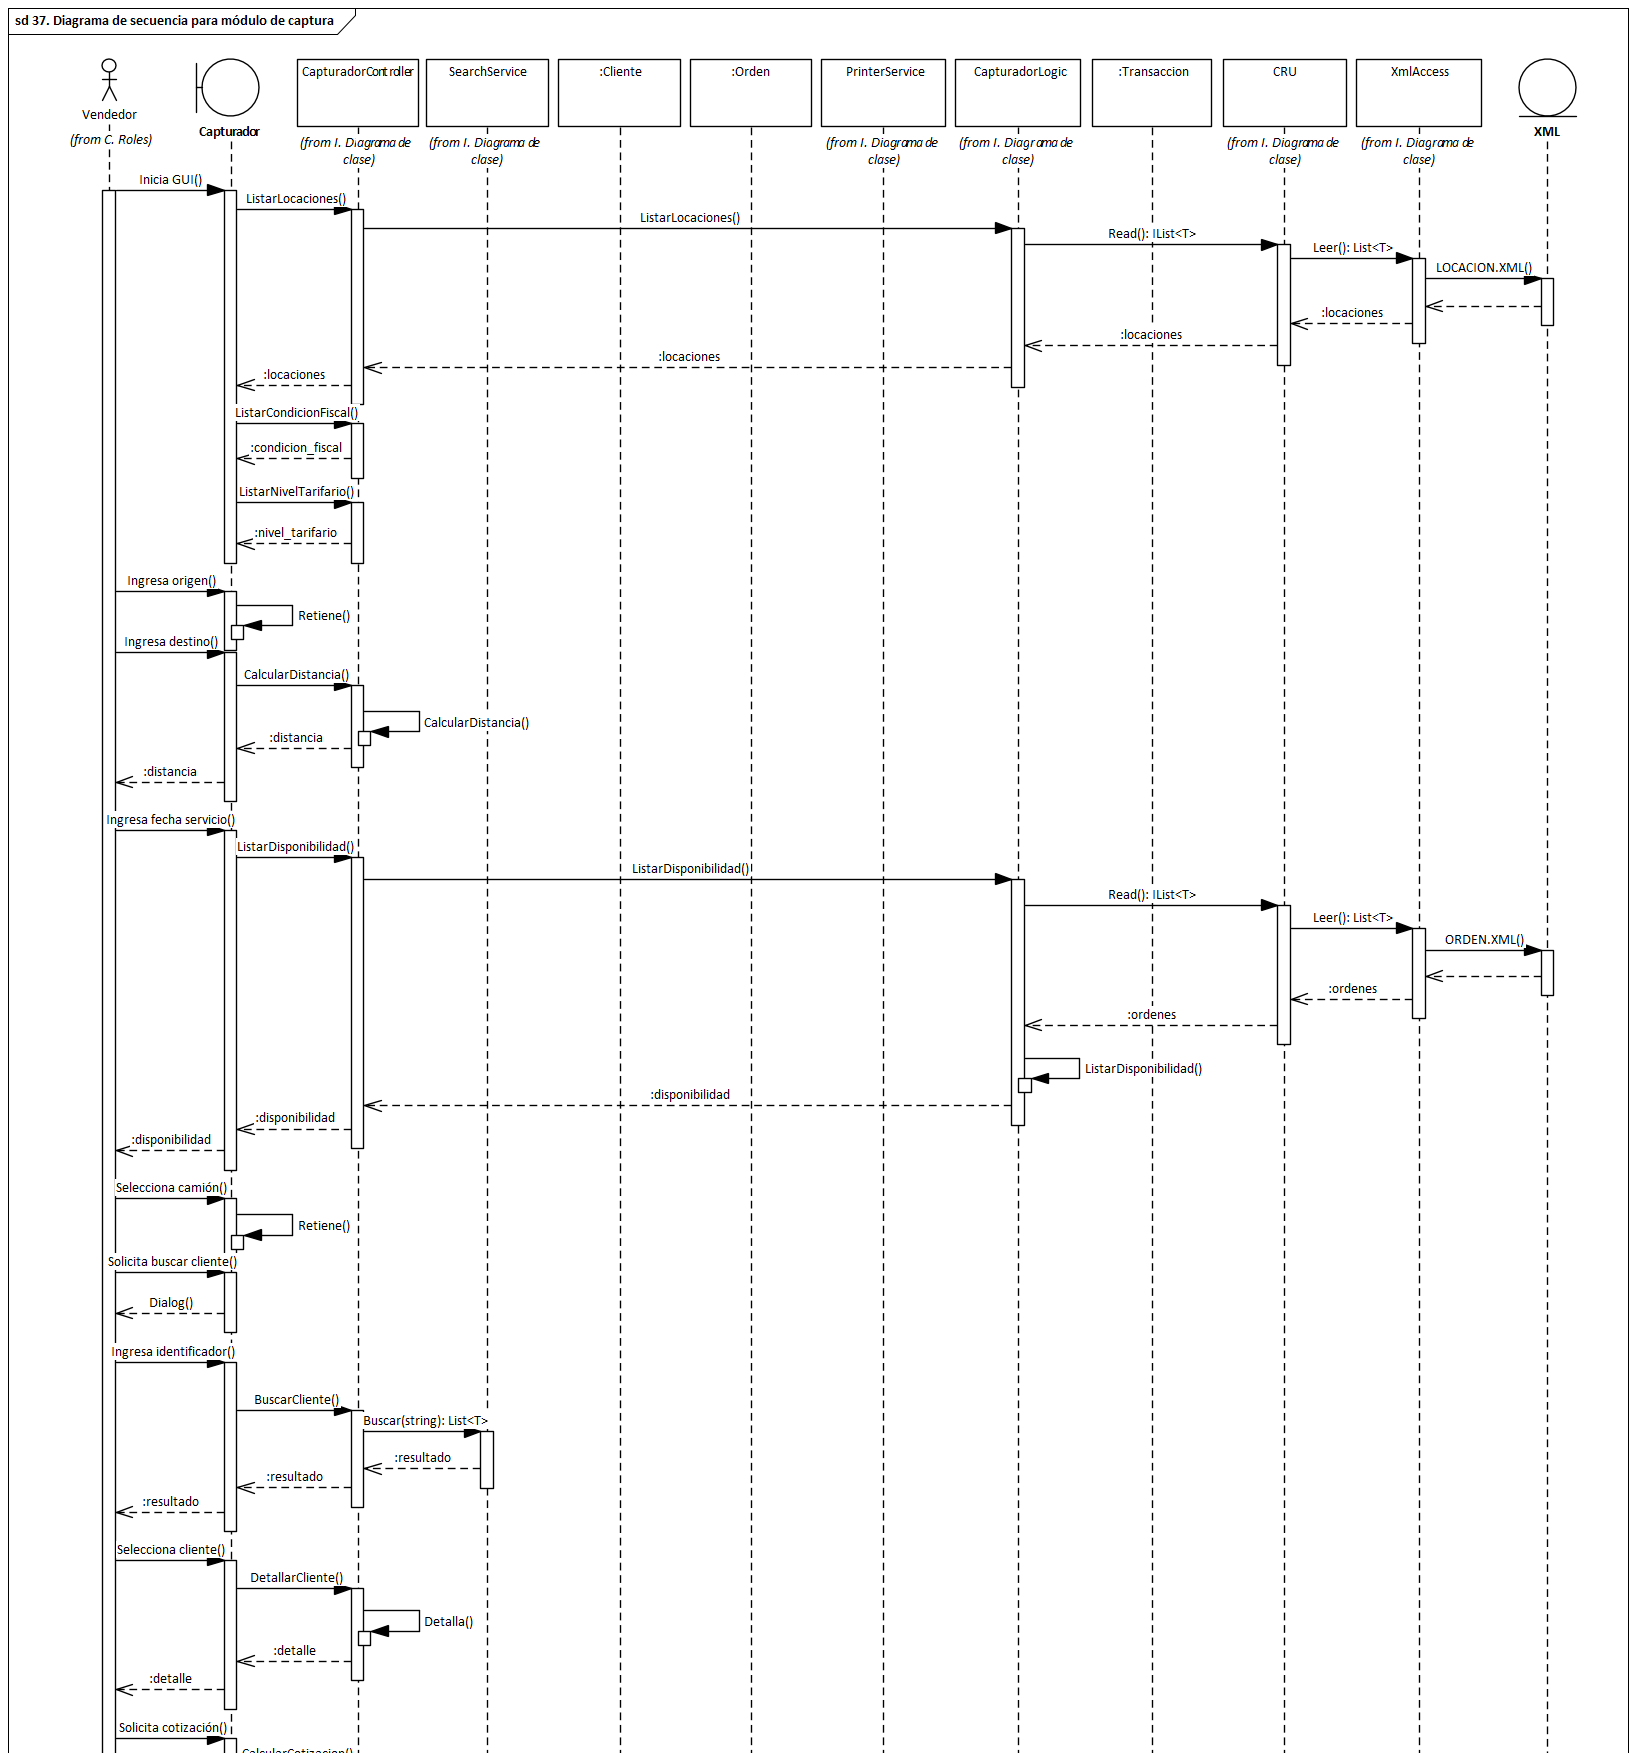 sd 37. Diagrama de secuencia para módulo de captura
Vendedor
(from C. Roles)
Capturador
CapturadorController
(from I. Diagrama de
clase)
SearchService
(from I. Diagrama de
clase)
:Cliente
:Orden
PrinterService
(from I. Diagrama de
clase)
CapturadorLogic
(from I. Diagrama de
clase)
:Transaccion
CRU
(from I. Diagrama de
clase)
XmlAccess
(from I. Diagrama de
clase)
XML
Inicia GUI()
ListarLocaciones()
ListarLocaciones()
Read(): IList<T>
Leer(): List<T>
LOCACION.XML()
:locaciones
:locaciones
:locaciones
:locaciones
ListarCondicionFiscal()
:condicion_fiscal
ListarNivelTarifario()
:nivel_tarifario
Ingresa origen()
Retiene()
Ingresa destino()
CalcularDistancia()
CalcularDistancia()
:distancia
:distancia
Ingresa fecha servicio()
ListarDisponibilidad()
ListarDisponibilidad()
Read(): IList<T>
Leer(): List<T>
ORDEN.XML()
:ordenes
:ordenes
ListarDisponibilidad()
:disponibilidad
:disponibilidad
:disponibilidad
Selecciona camión()
Retiene()
Solicita buscar cliente()
Dialog()
Ingresa identificador()
BuscarCliente()
Buscar(string): List<T>
:resultado
:resultado
:resultado
Selecciona cliente()
DetallarCliente()
Detalla()
:detalle
:detalle
Solicita cotización()
CalcularCotizacion()